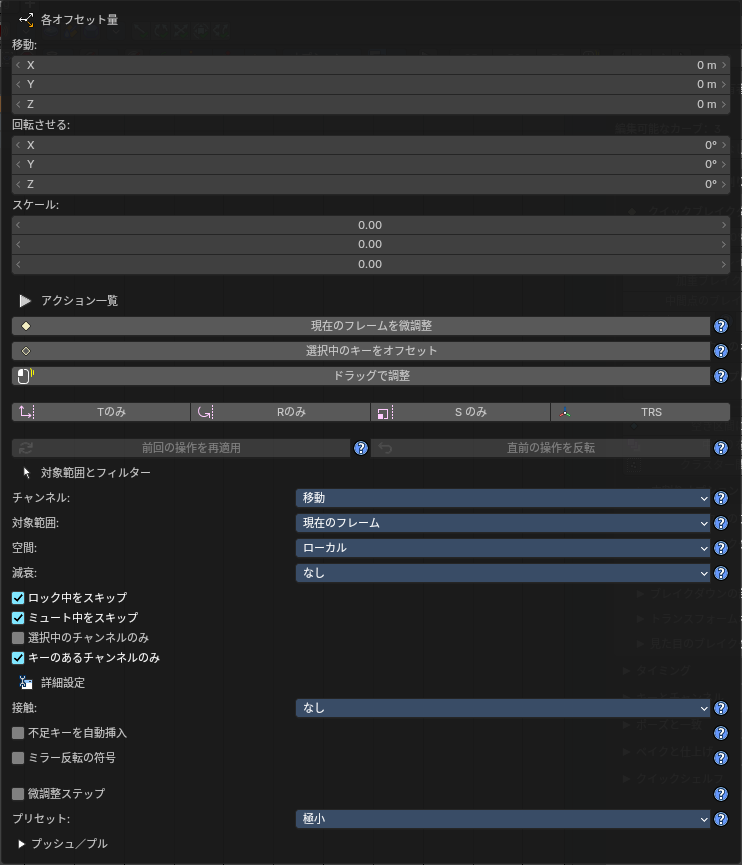 各オフセット量
移動:
X 0 m
Y 0 m
Z 0 m
回転させる:
X 0°
Y 0°
Z 0°
スケール:
0.00
0.00
0.00
アクション一覧
現在のフレームを微調整 ?
選択中のキーをオフセット ?
ドラッグで調整 ?
Tのみ Rのみ S のみ TRS
前回の操作を再適用 ? 直前の操作を反転 ?
対象範囲とフィルター
チャンネル: 移動 ?
対象範囲: 現在のフレーム ?
空間: ローカル ?
減衰: なし ?
ロック中をスキップ
ミュート中をスキップ
選択中のチャンネルのみ
キーのあるチャンネルのみ
詳細設定
接触: なし ?
不足キーを自動挿入 ?
ミラー反転の符号 ?
微調整ステップ ?
プリセット: 極小 ?
プッシュ／プル